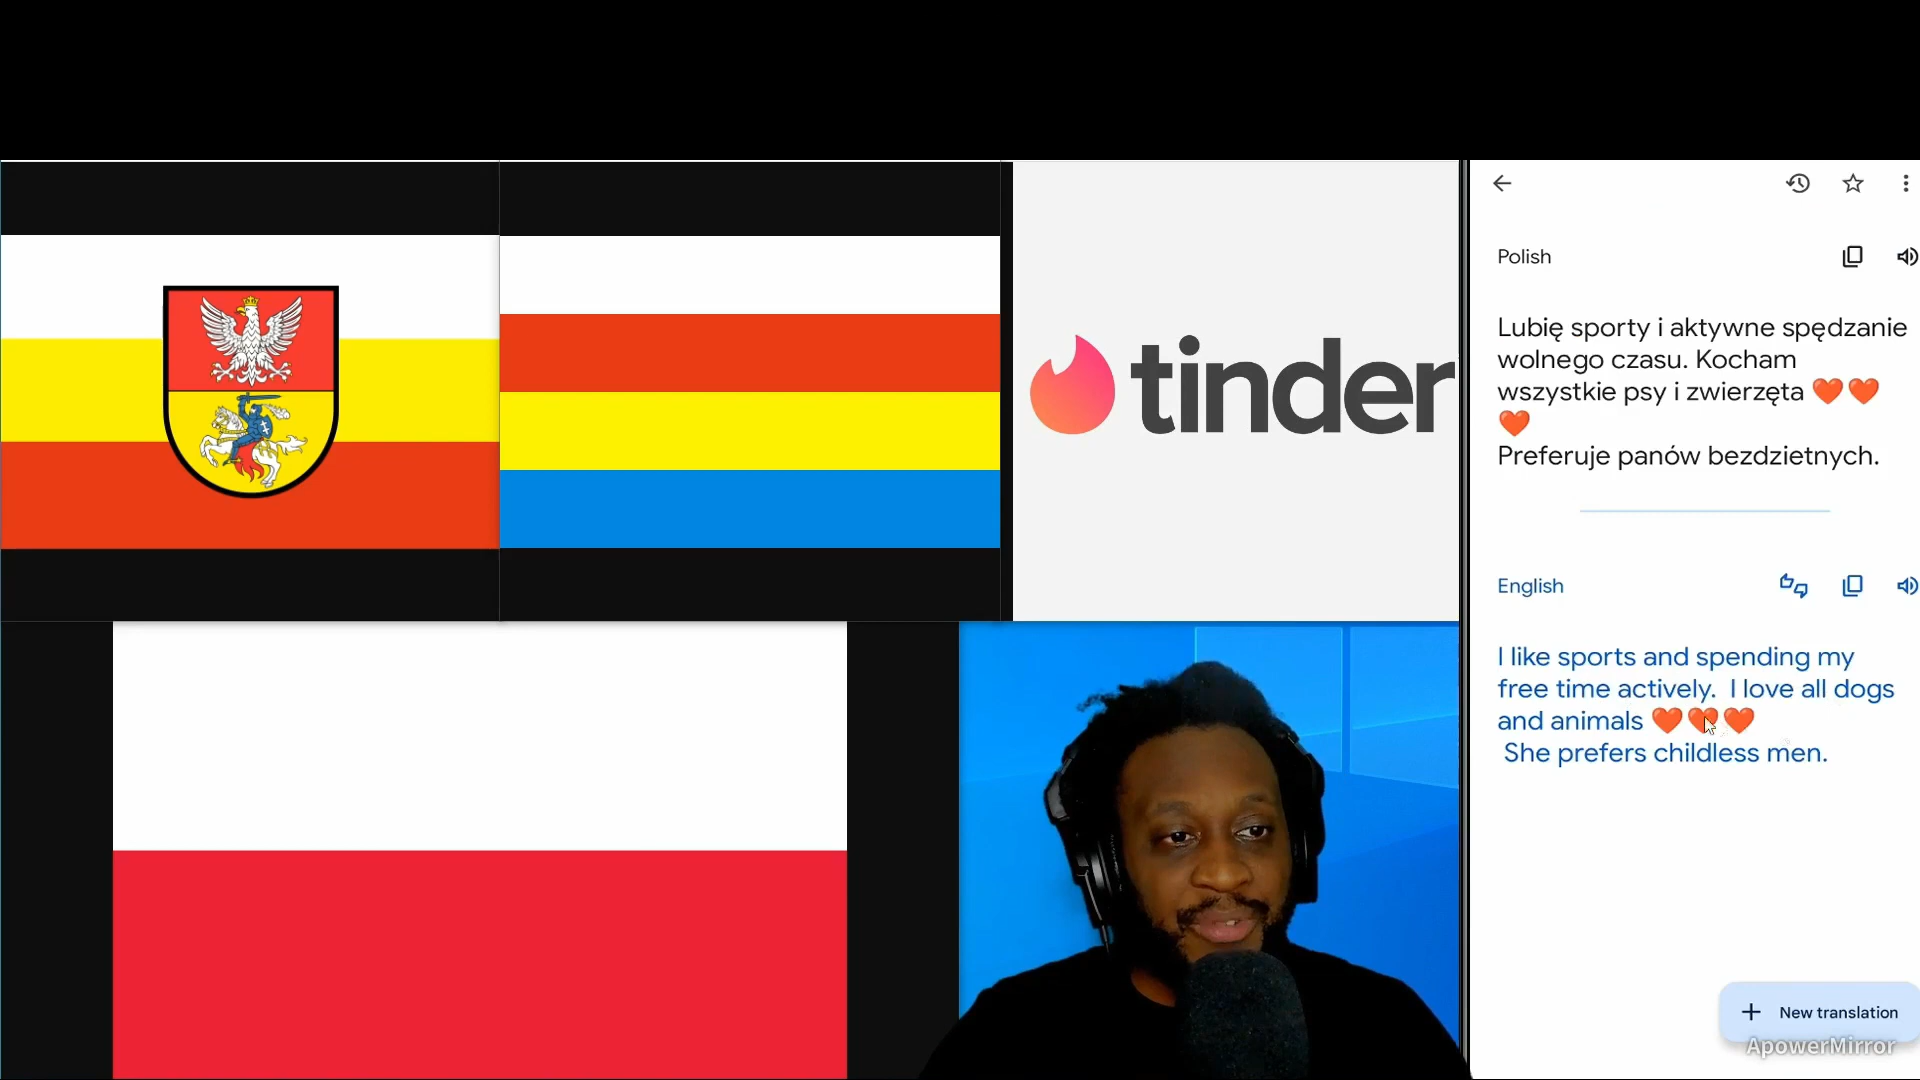 tinder
Polish
Lubię sporty i aktywne spędzanie
wolnego czasu. Kocham
wszystkie psy i zwierzęta ❤️❤️
❤️
Preferuje panów bezdzietnych.
English
I like sports and spending my
free time actively. I love all dogs
and animals ❤️❤️❤️
She prefers childless men.
+ New translation
ApowerMirror